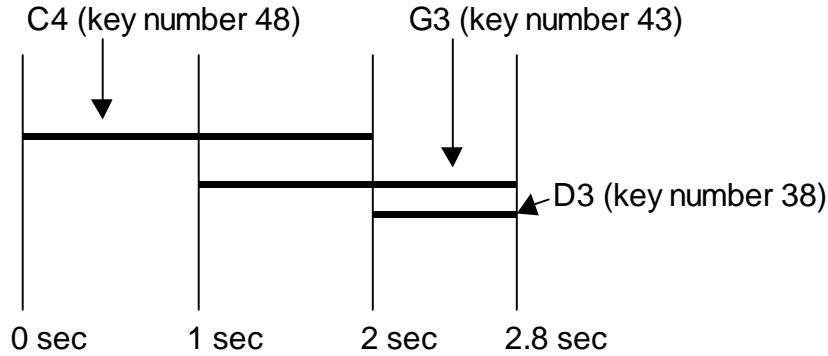 C4 (key number 48)
G3 (key number 43)
D3 (key number 38)
0 sec
1 sec
2 sec
2.8 sec